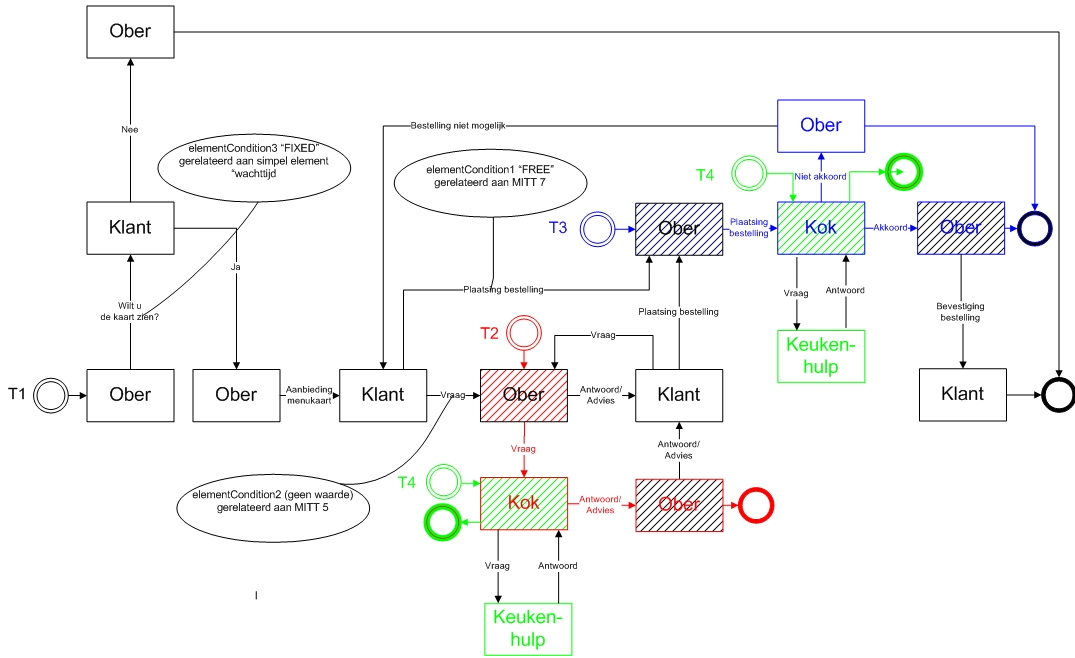 Ober
Nee
elementCondition3 “FIXED”
gerelateerd aan simpel element
“wachttijd
Klant
Ja
Wilt u
de kaart zien?
T1
Ober
Ober
Aanbieding
menukaart
Klant
Vraag
Bestelling niet mogelijk
elementCondition1 “FREE”
gerelateerd aan MITT 7
Plaatsing bestelling
T2
Ober
Vraag
Antwoord/
Advies
Klant
Plaatsing bestelling
T3
Ober
Plaatsing
bestelling
T4
Ober
Niet akkoord
Kok
Akkoord
Ober
Vraag
Antwoord
Keuken-
hulp
Bevestiging
bestelling
Klant
elementCondition2 (geen waarde)
gerelateerd aan MITT 5
Vraag
T4
Kok
Antwoord/
Advies
Ober
Antwoord/
Advies
Vraag
Antwoord
Keuken-
hulp
I